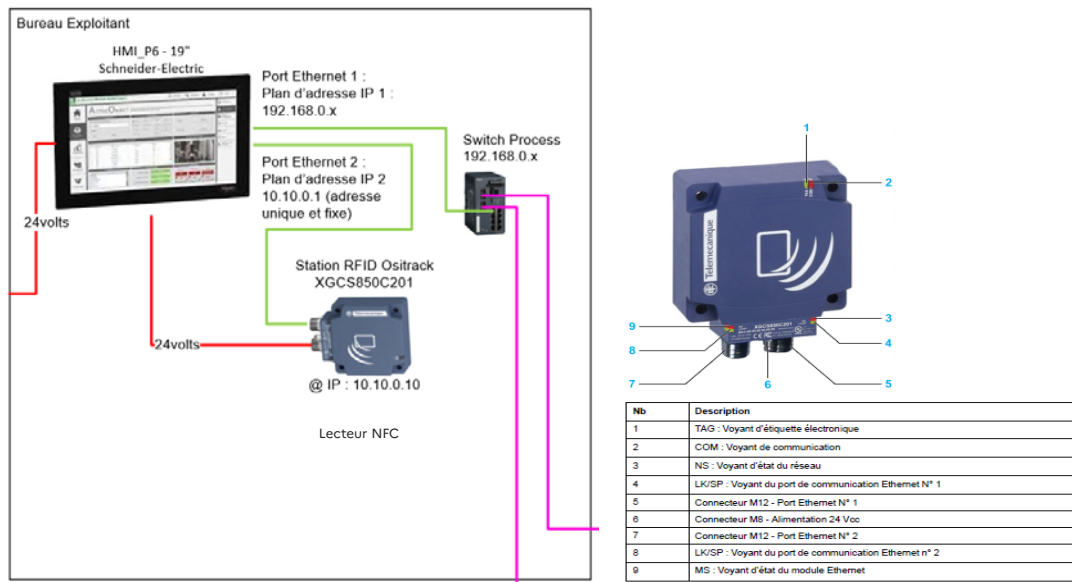 Bureau Exploitant
HMI_P6 - 19"
Schneider-Electric
Port Ethernet 1 :
Plan d'adresse IP 1 :
192.168.0.x
Switch Process
192.168.0.x
Port Ethernet 2 :
Plan d'adresse IP 2
10.10.0.1 (adresse
unique et fixe)
24volts
Station RFID Ositrack
XGCS850C201
Telemecanique
24volts
@ IP : 10.10.0.10
Lecteur NFC
1
2
Telemecanique
XGCS850C201
3
4
5
6
7
8
9
Nb Description
1 TAG : Voyant d'étiquette électronique
2 COM : Voyant de communication
3 NS : Voyant d'état du réseau
4 LK/SP : Voyant du port de communication Ethernet N° 1
5 Connecteur M12 - Port Ethernet N° 1
6 Connecteur M8 - Alimentation 24 Vcc
7 Connecteur M12 - Port Ethernet N° 2
8 LK/SP : Voyant du port de communication Ethernet n° 2
9 MS : Voyant d'état du module Ethernet